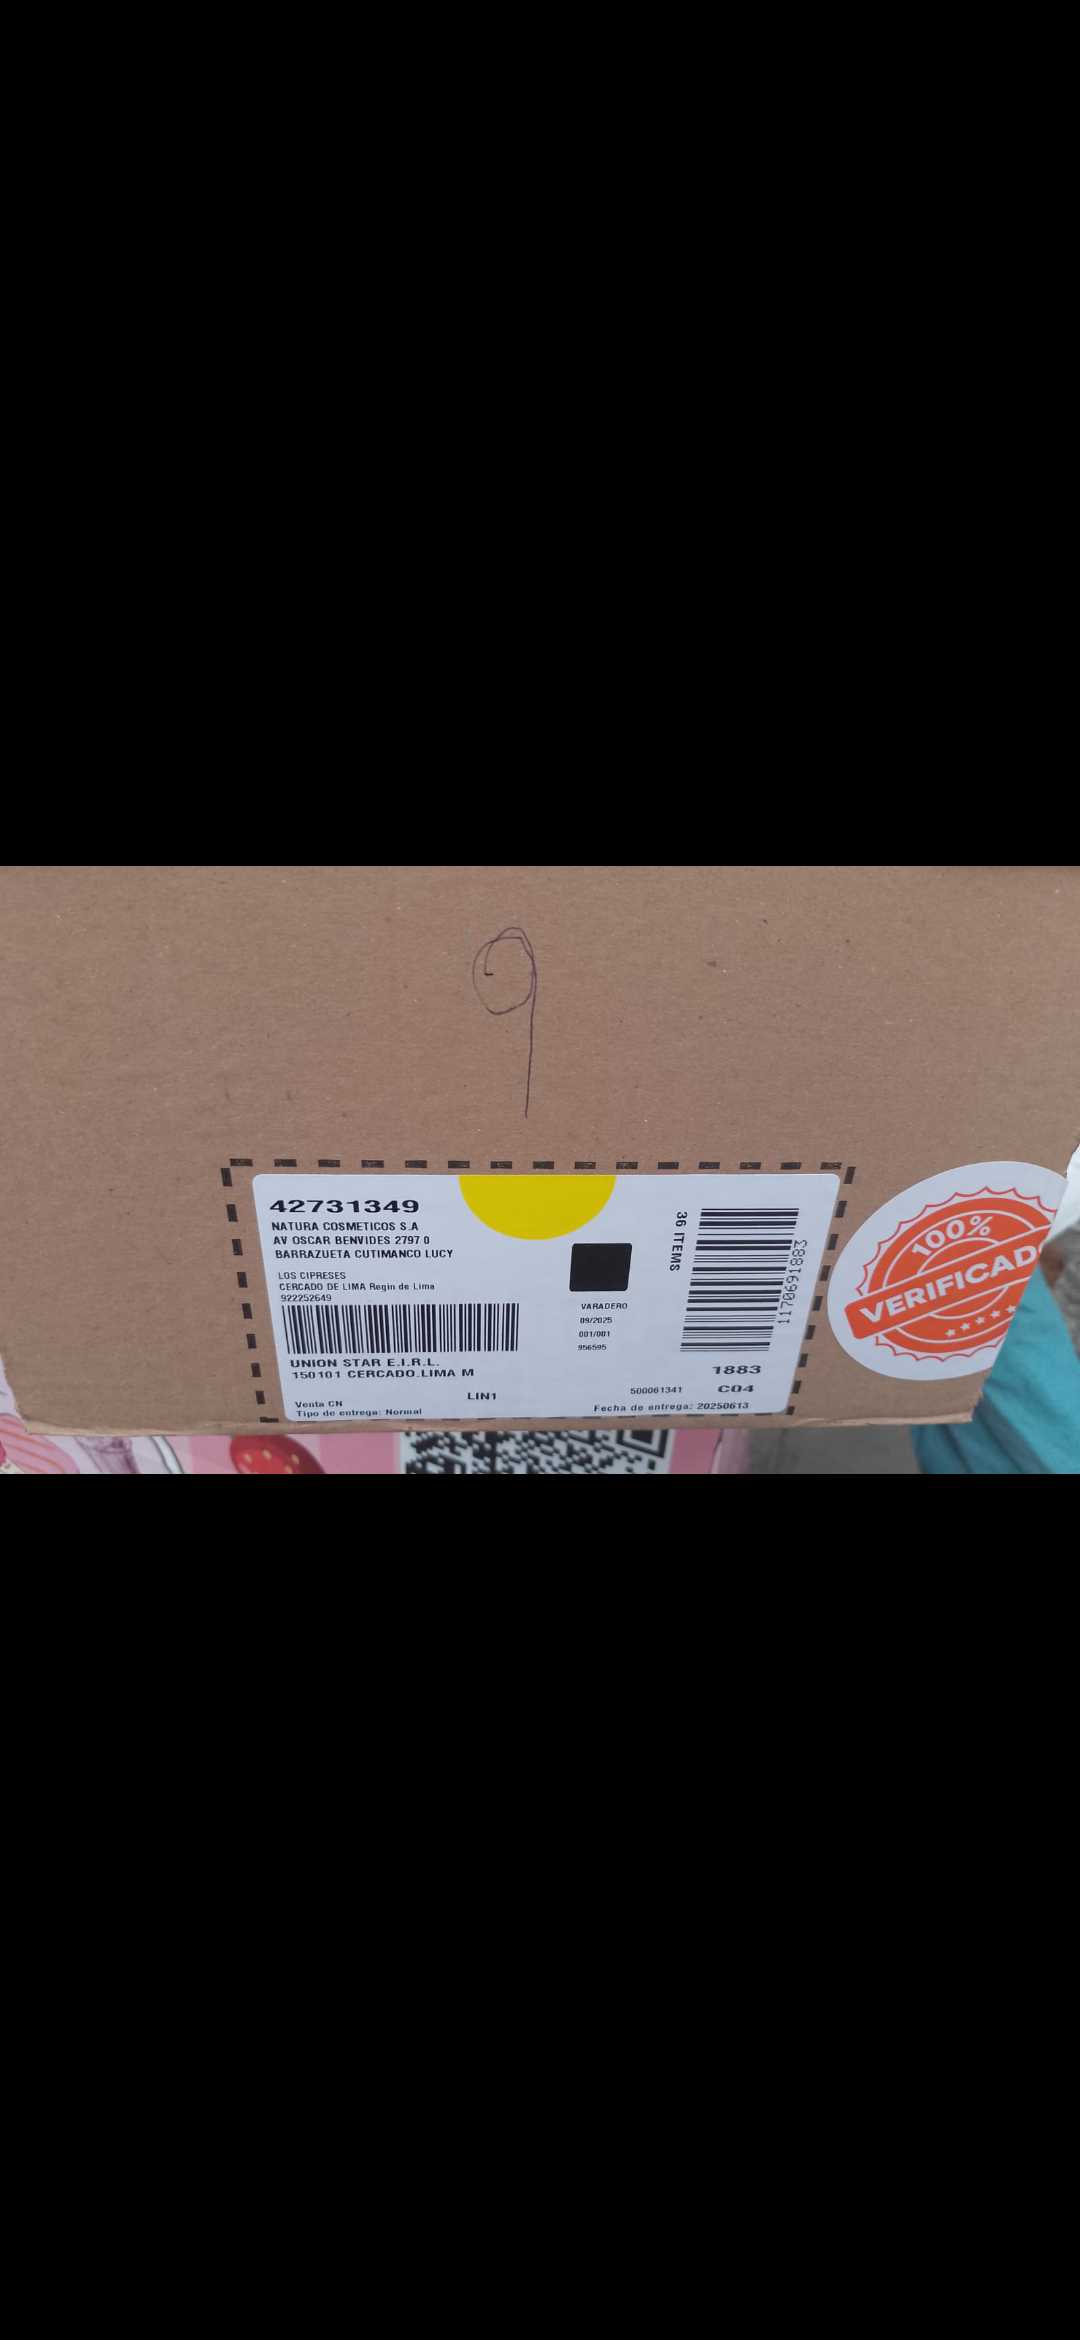 9
42731349
NATURA COSMETICOS S.A
AV OSCAR BENVIDES 2797 0
BARRAZUETA CUTIMANCO LUCY
LOS CIPRESES
CERCADO DE LIMA Regin de Lima
922252649
UNION STAR E.I.R.L.
150101 CERCADO.LIMA M
LIN1
Venta CN
Tipo de entrega: Normal
VARADERO
09/2025
001/001
956595
36 ITEMS
1170691883
1883
500061341 C04
Fecha de entrega: 20250613
100%
VERIFICADO